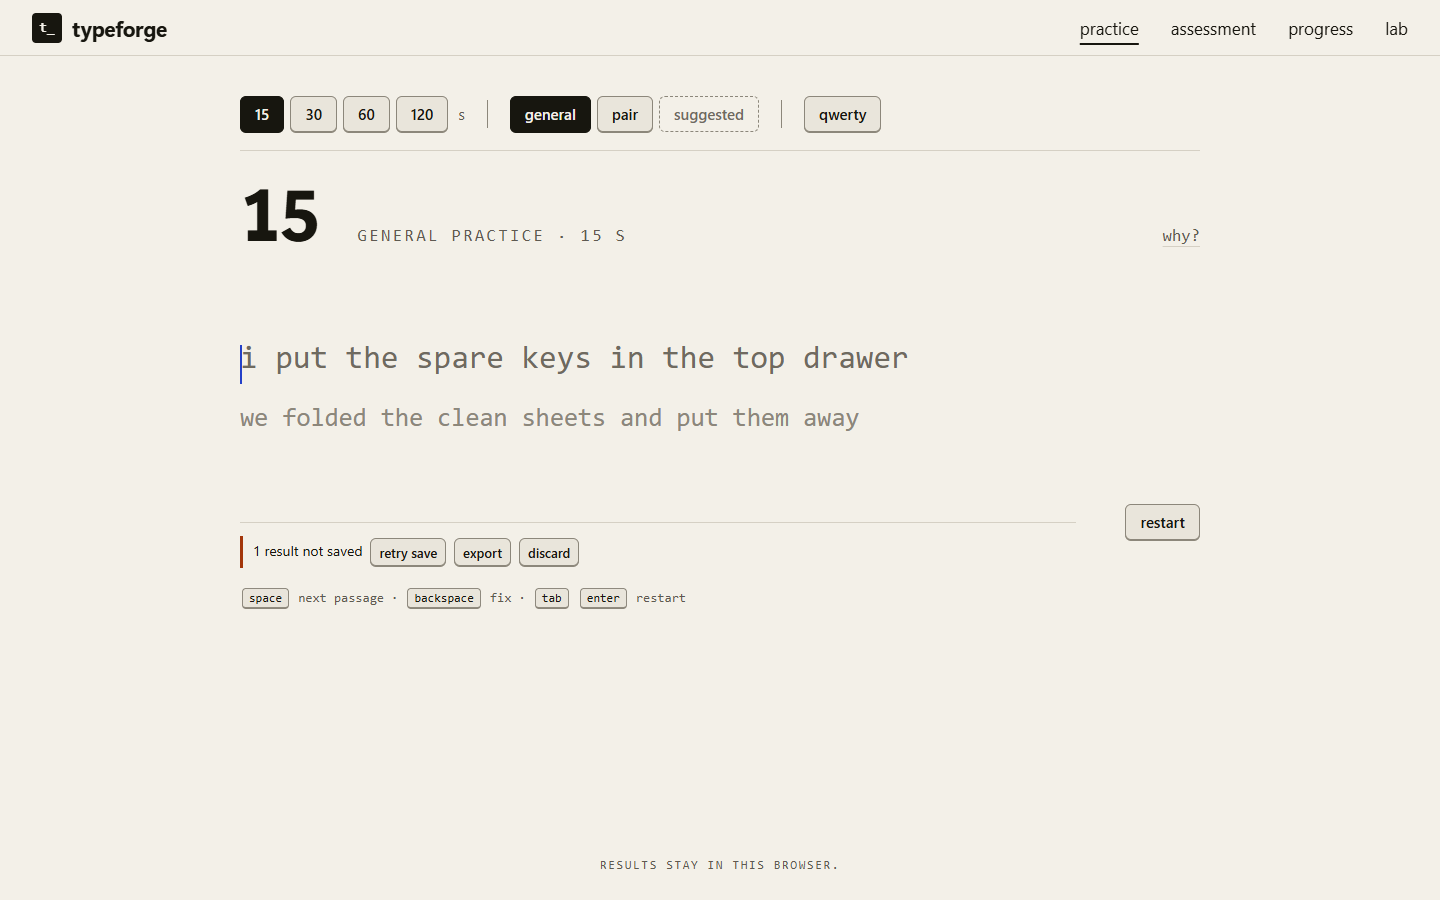 t_ typeforge practice assessment progress lab
15 30 60 120 s general pair suggested qwerty
15 GENERAL PRACTICE · 15 S why?
i put the spare keys in the top drawer
we folded the clean sheets and put them away
restart
1 result not saved retry save export discard
space next passage · backspace fix · tab enter restart
RESULTS STAY IN THIS BROWSER.